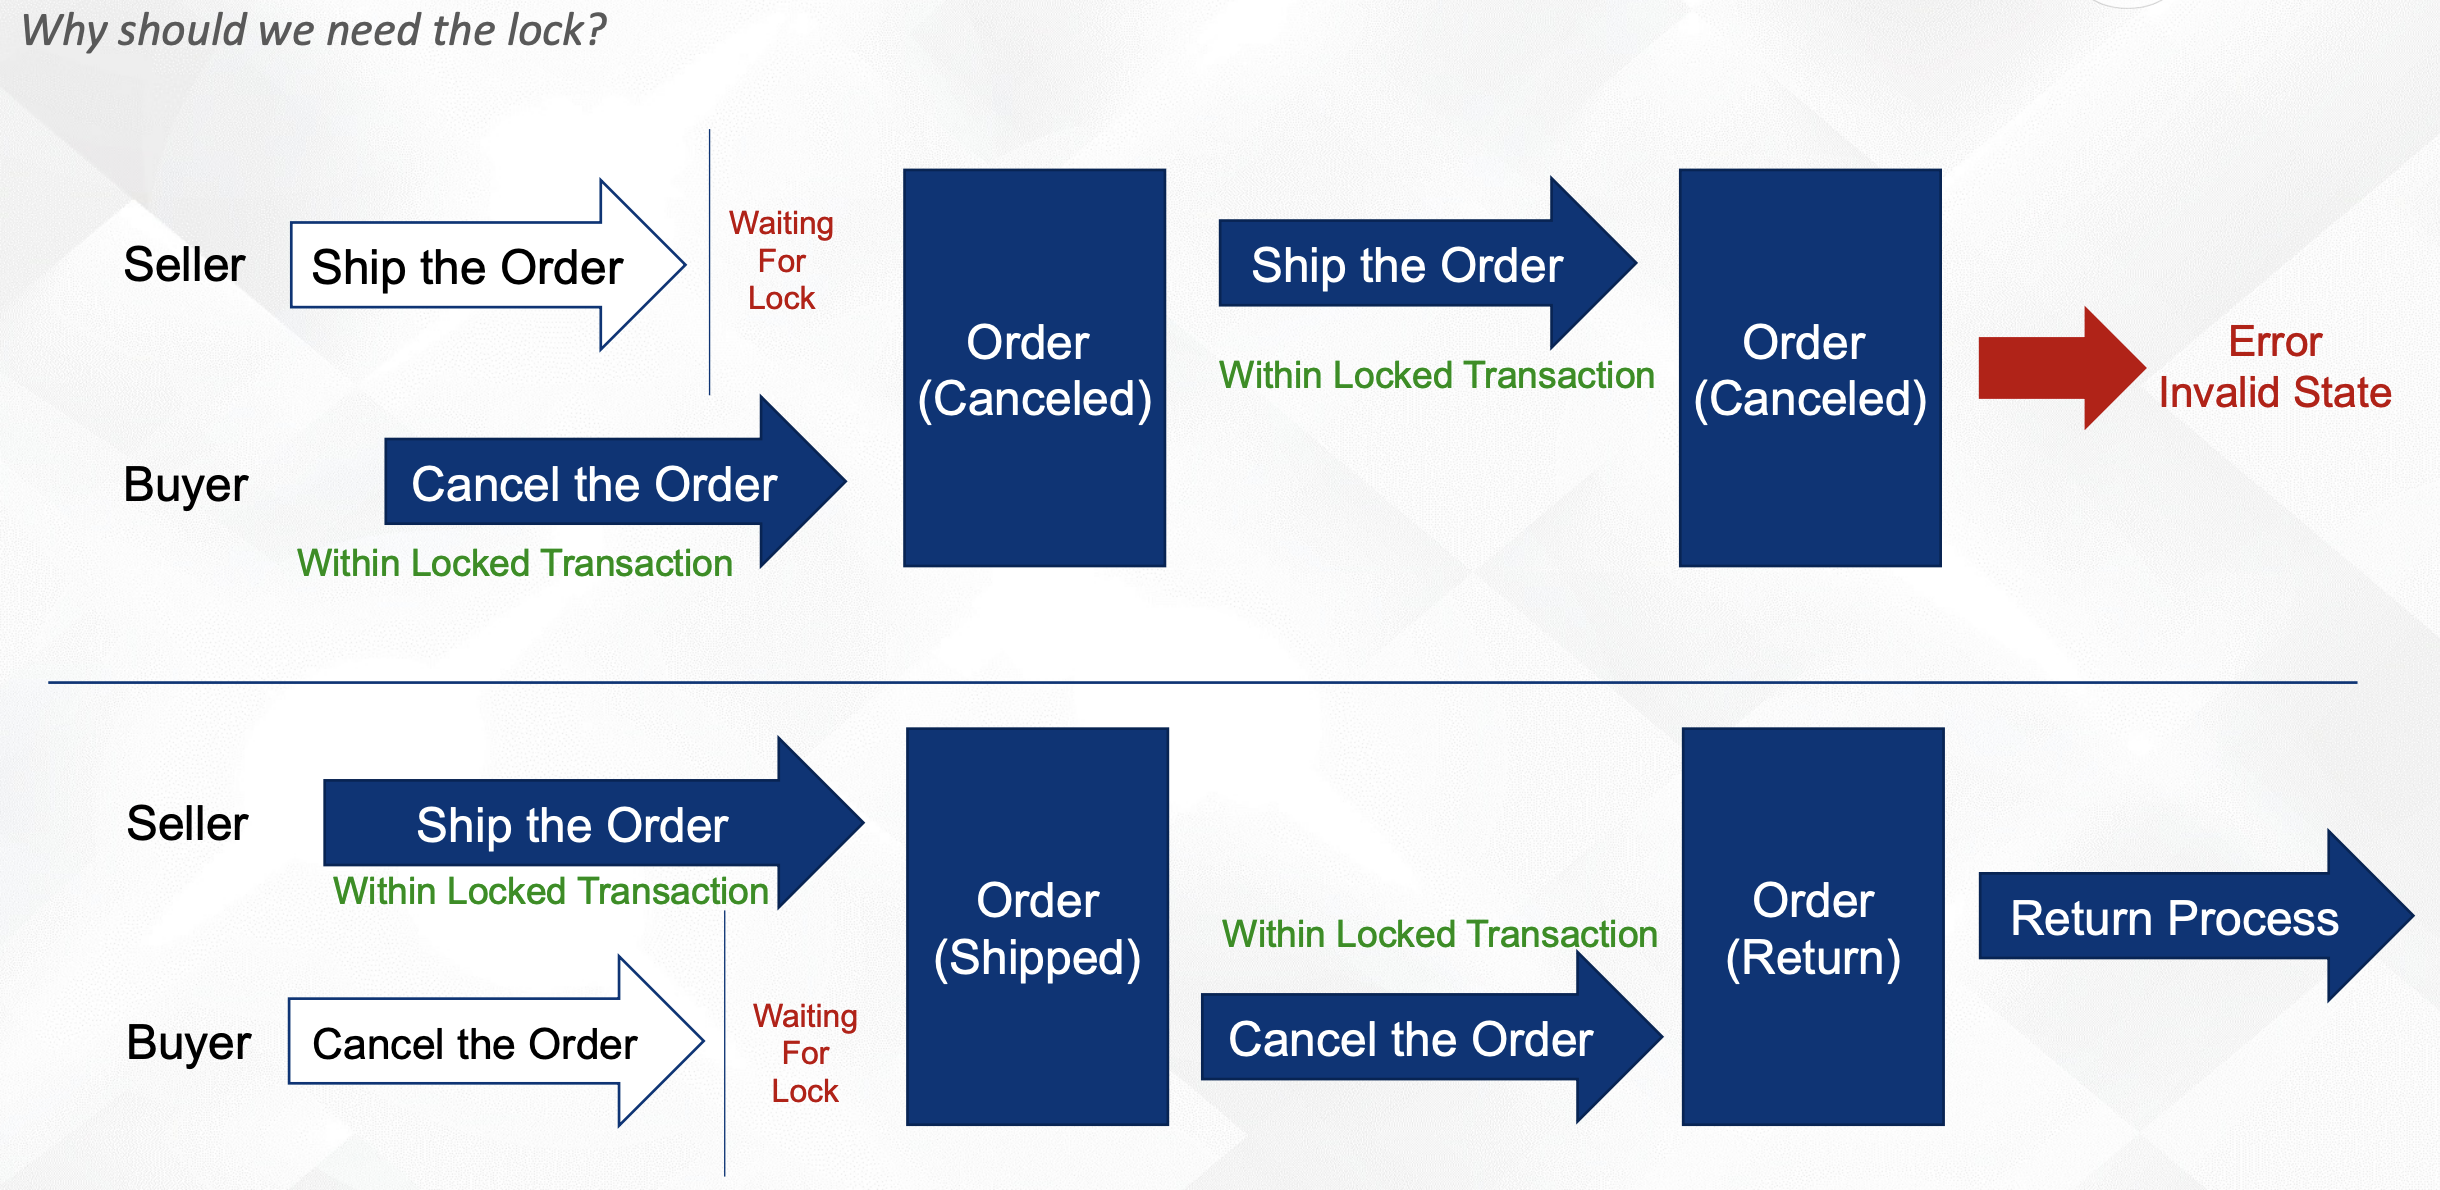 Why should we need the lock?
Seller
Ship the Order
Waiting
For
Lock
Buyer
Cancel the Order
Within Locked Transaction
Order
(Canceled)
Ship the Order
Within Locked Transaction
Order
(Canceled)
Error
Invalid State
Seller
Ship the Order
Within Locked Transaction
Buyer
Cancel the Order
Waiting
For
Lock
Order
(Shipped)
Within Locked Transaction
Cancel the Order
Order
(Return)
Return Process